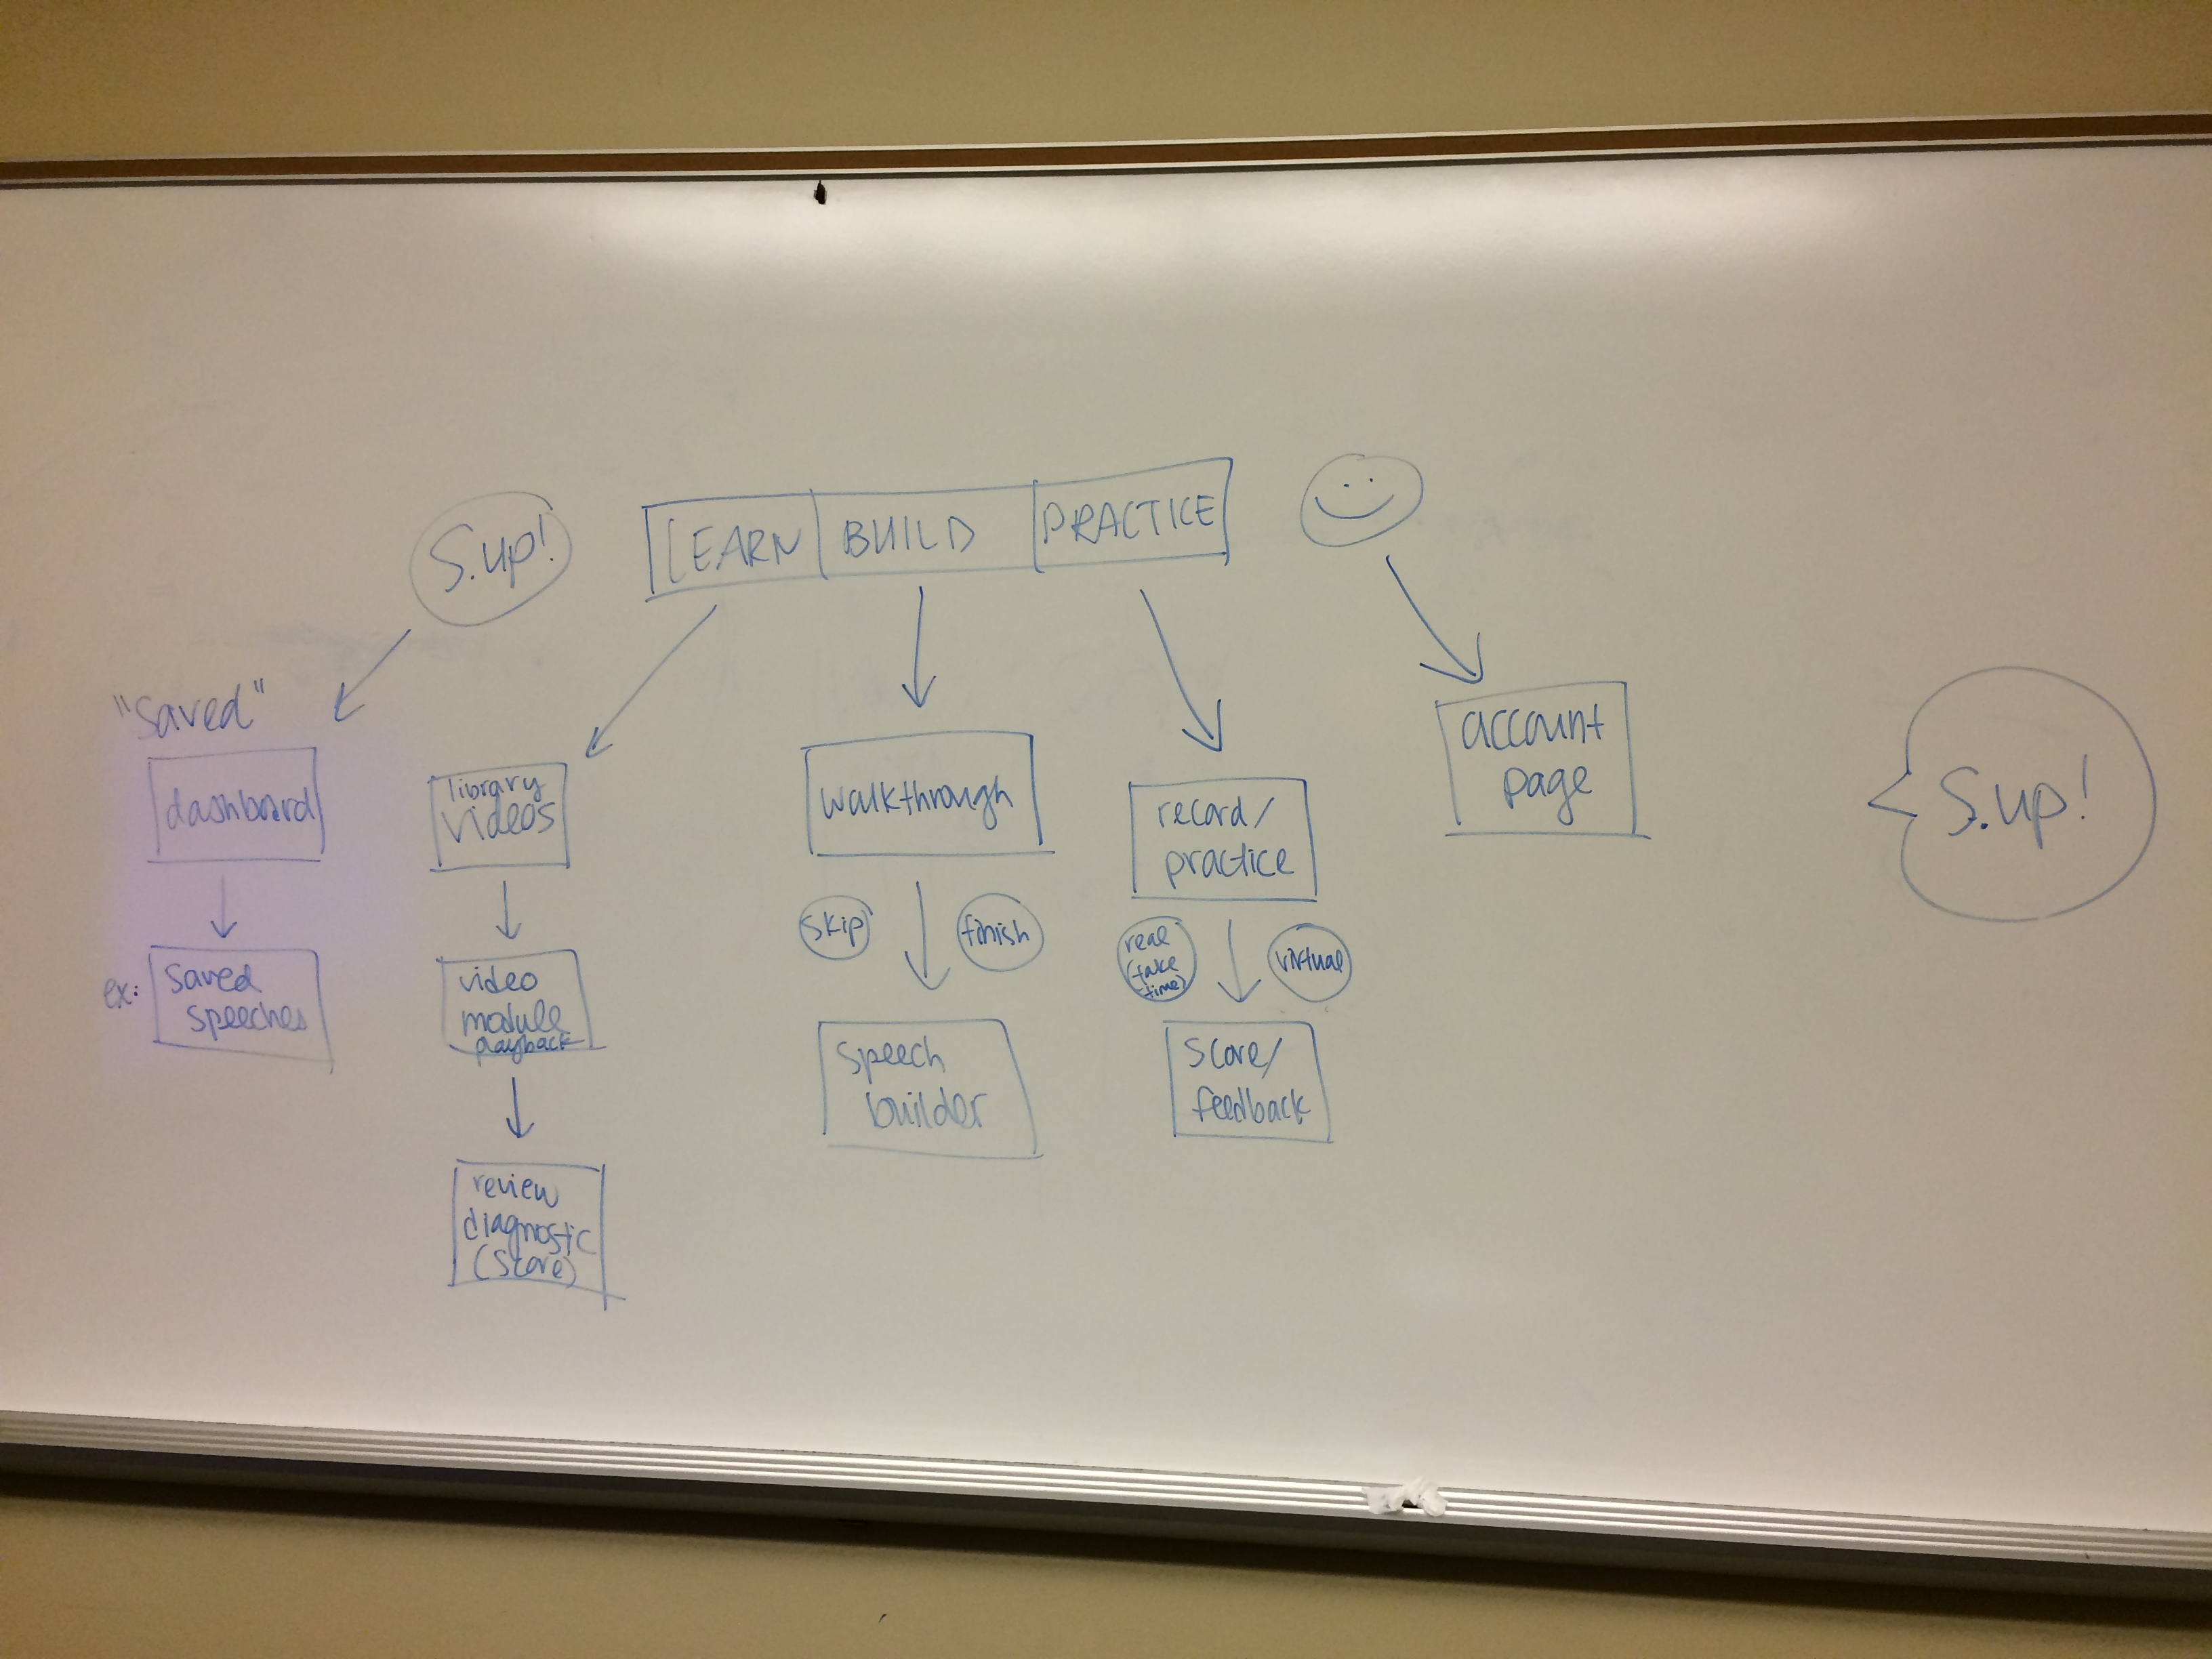 S.up!
LEARN BUILD PRACTICE
"saved"
dashboard
ex: saved
speeches
library
videos
video
module
playback
review
diagnostic
(score)
walkthrough
skip
finish
speech
builder
record/
practice
real
(take
time)
virtual
score/
feedback
account
page
S.up!